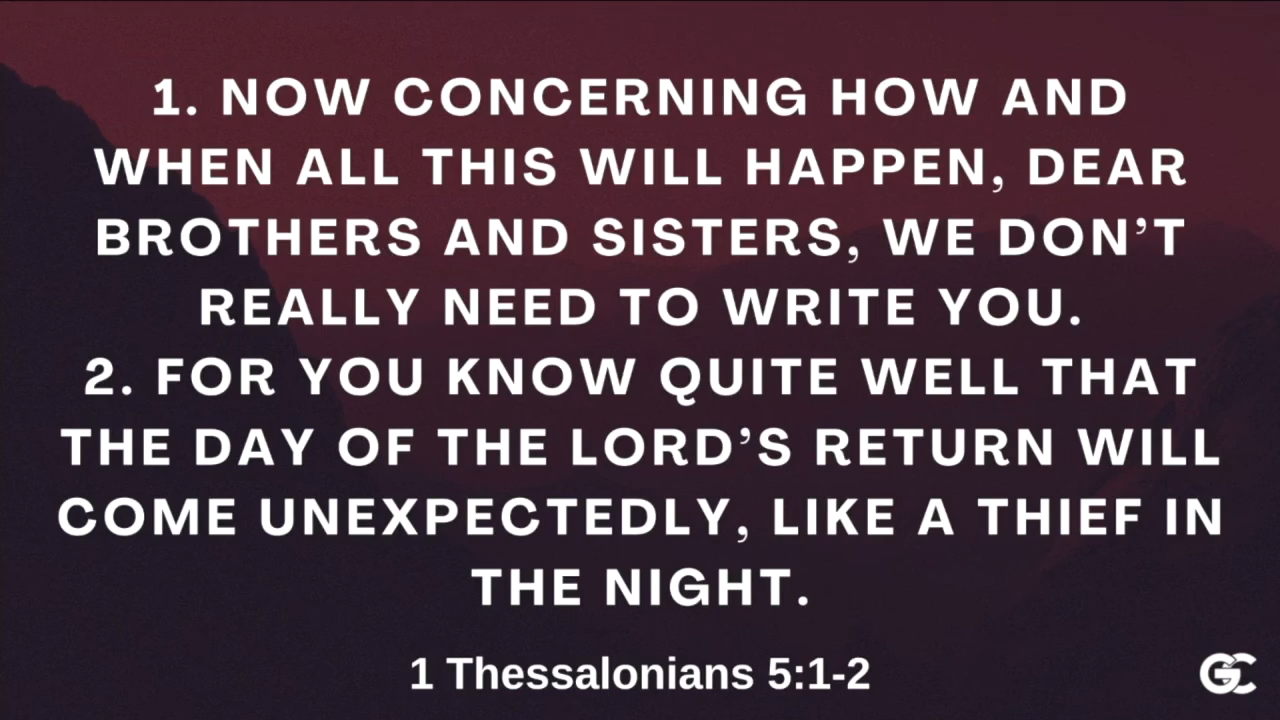 1. NOW CONCERNING HOW AND
WHEN ALL THIS WILL HAPPEN, DEAR
BROTHERS AND SISTERS, WE DON’T
REALLY NEED TO WRITE YOU.
2. FOR YOU KNOW QUITE WELL THAT
THE DAY OF THE LORD’S RETURN WILL
COME UNEXPECTEDLY, LIKE A THIEF IN
THE NIGHT.
1 Thessalonians 5:1-2
GC